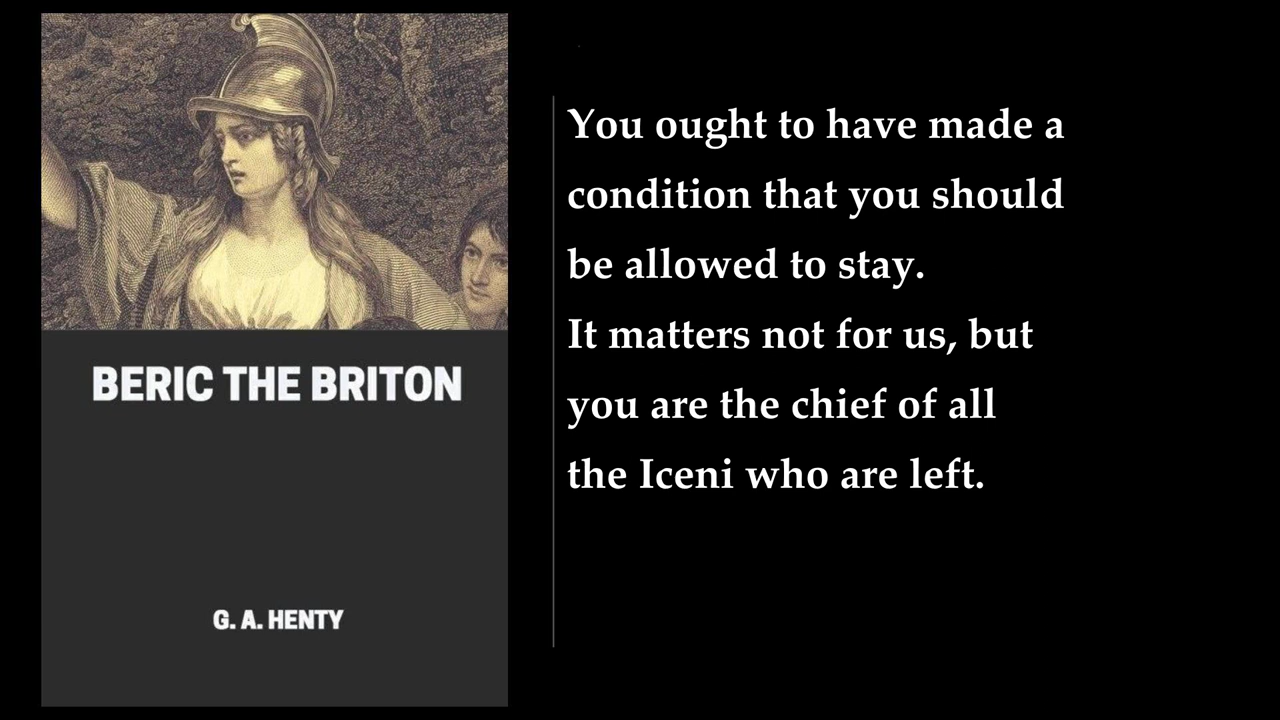 BERIC THE BRITON
G. A. HENTY
You ought to have made a
condition that you should
be allowed to stay.
It matters not for us, but
you are the chief of all
the Iceni who are left.